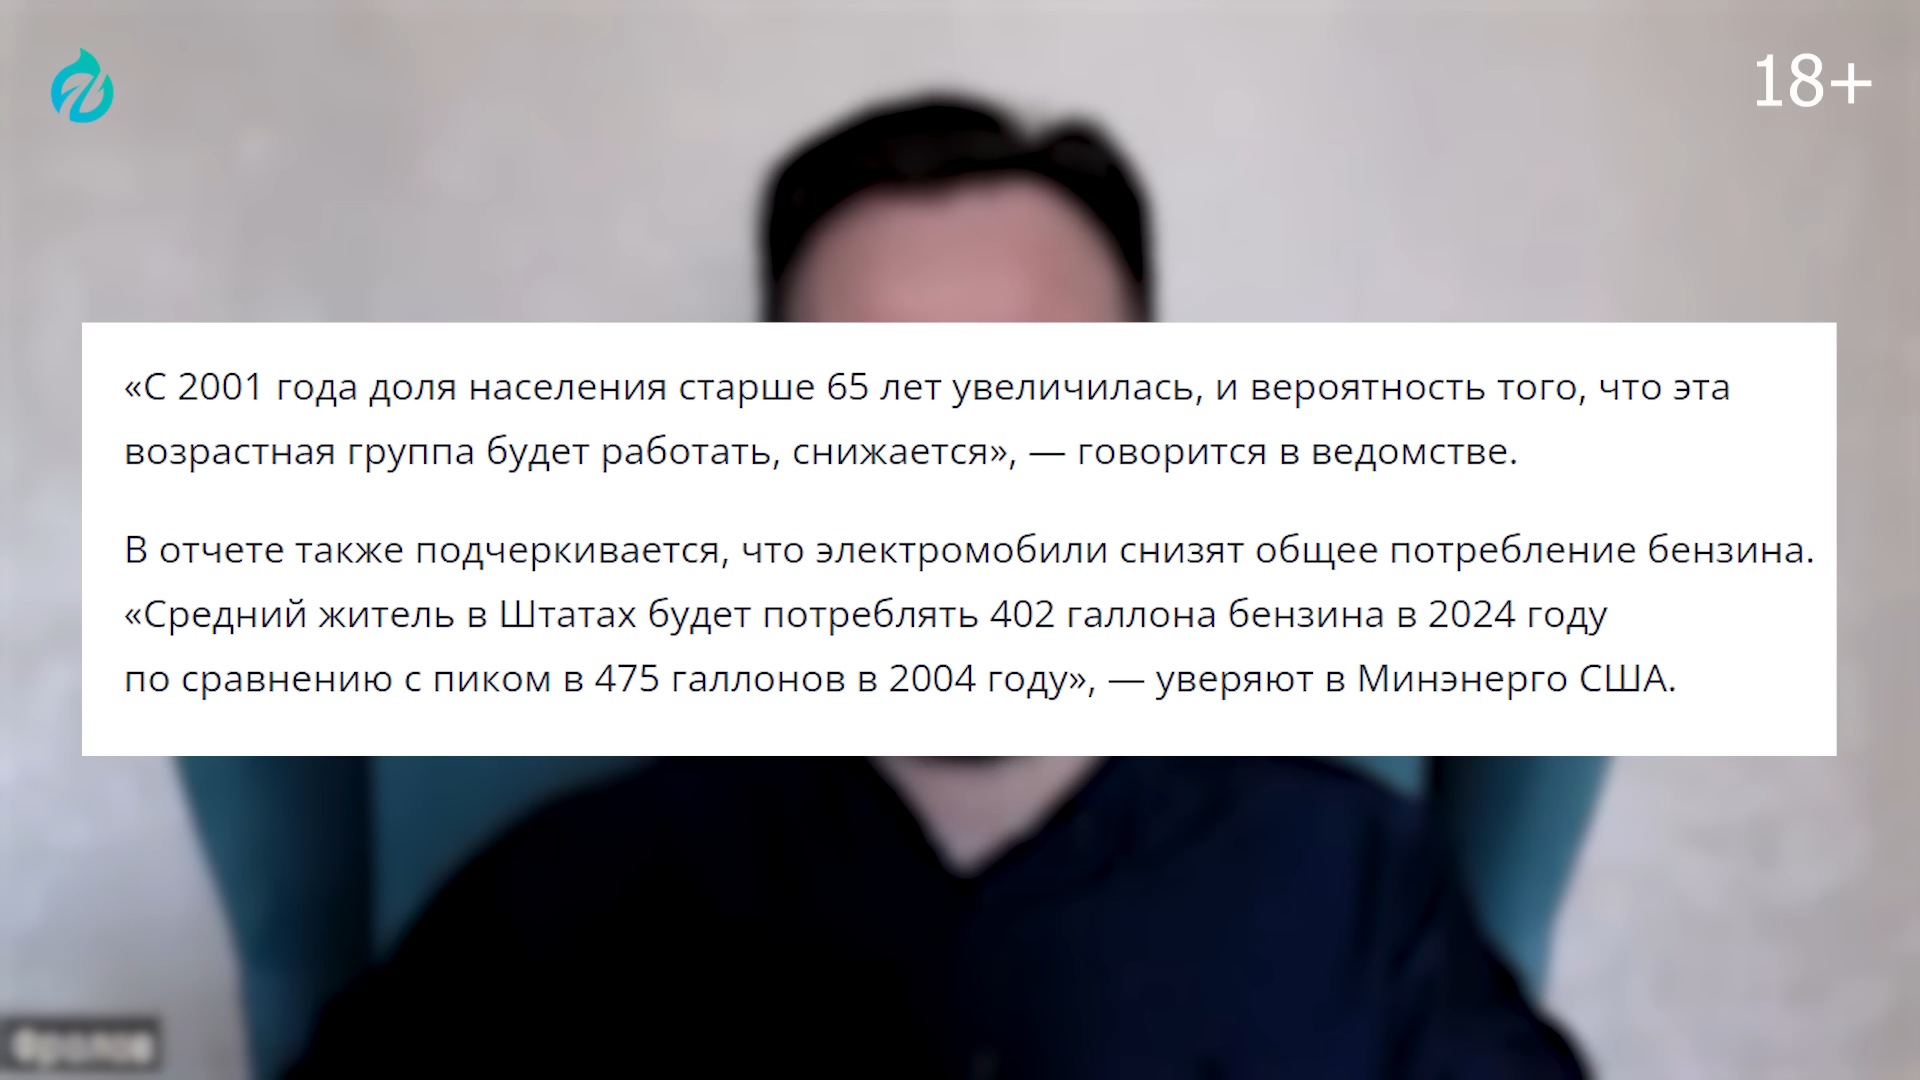 18+
«С 2001 года доля населения старше 65 лет увеличилась, и вероятность того, что эта
возрастная группа будет работать, снижается», — говорится в ведомстве.
В отчете также подчеркивается, что электромобили снизят общее потребление бензина.
«Средний житель в Штатах будет потреблять 402 галлона бензина в 2024 году
по сравнению с пиком в 475 галлонов в 2004 году», — уверяют в Минэнерго США.
Фролов